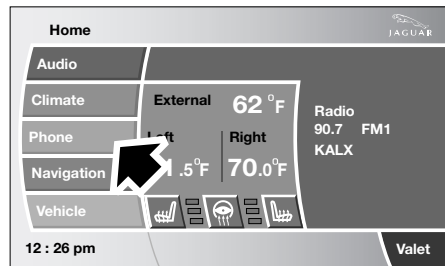 Home
JAGUAR
Audio
Climate
Phone
Navigation
Vehicle
External 62 °F
Left Right
.5°F 70.0°F
Radio
90.7 FM1
KALX
12 : 26 pm
Valet